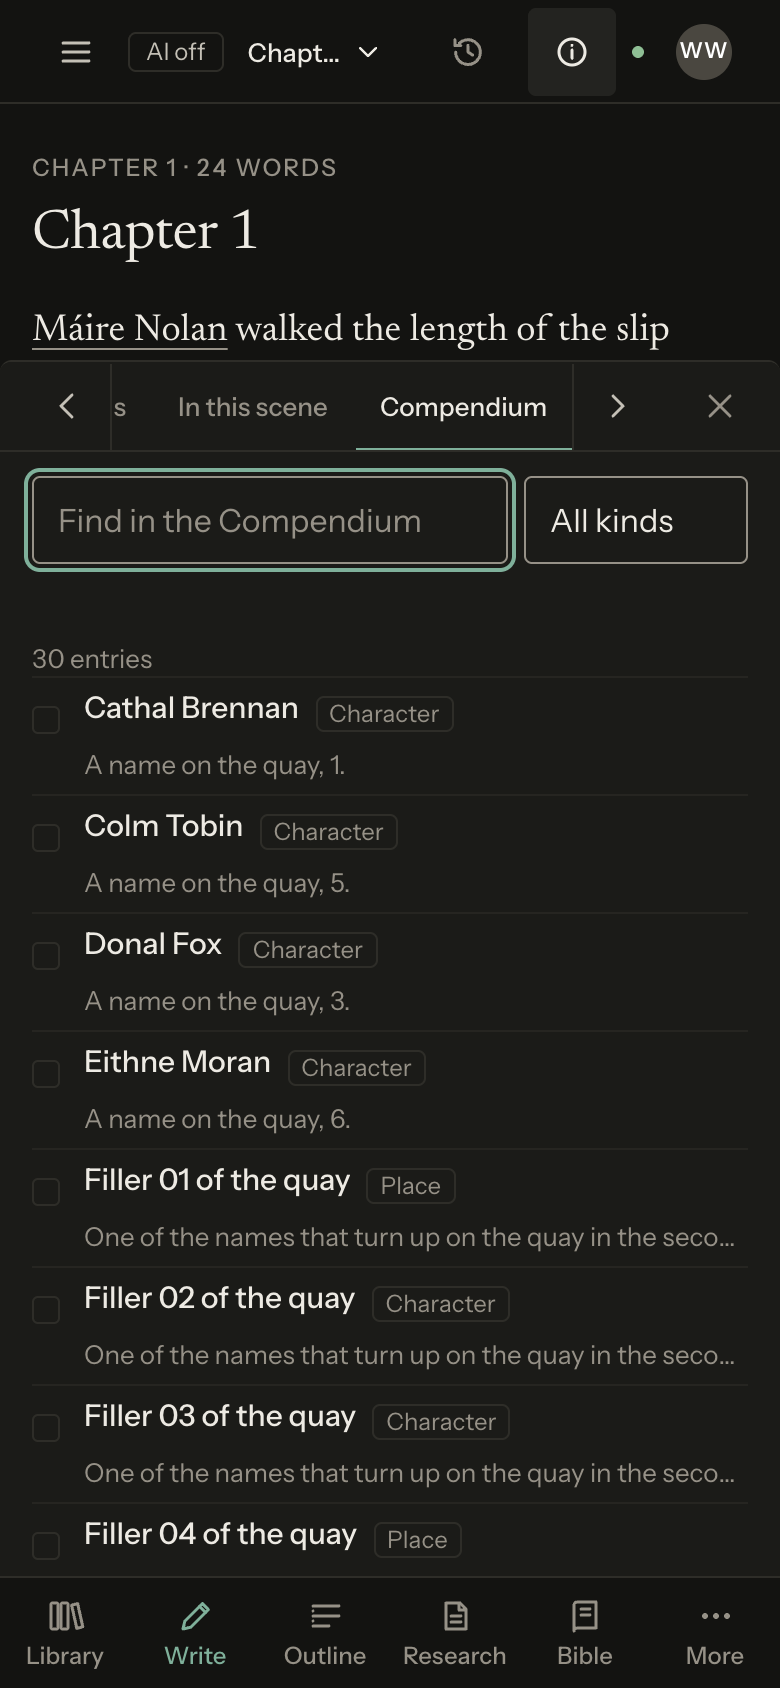 AI off Chapt... WW
CHAPTER 1 · 24 WORDS
Chapter 1
Máire Nolan walked the length of the slip
s In this scene Compendium
Find in the Compendium All kinds
30 entries
Cathal Brennan Character
A name on the quay, 1.
Colm Tobin Character
A name on the quay, 5.
Donal Fox Character
A name on the quay, 3.
Eithne Moran Character
A name on the quay, 6.
Filler 01 of the quay Place
One of the names that turn up on the quay in the seco...
Filler 02 of the quay Character
One of the names that turn up on the quay in the seco...
Filler 03 of the quay Character
One of the names that turn up on the quay in the seco...
Filler 04 of the quay Place
Library Write Outline Research Bible More